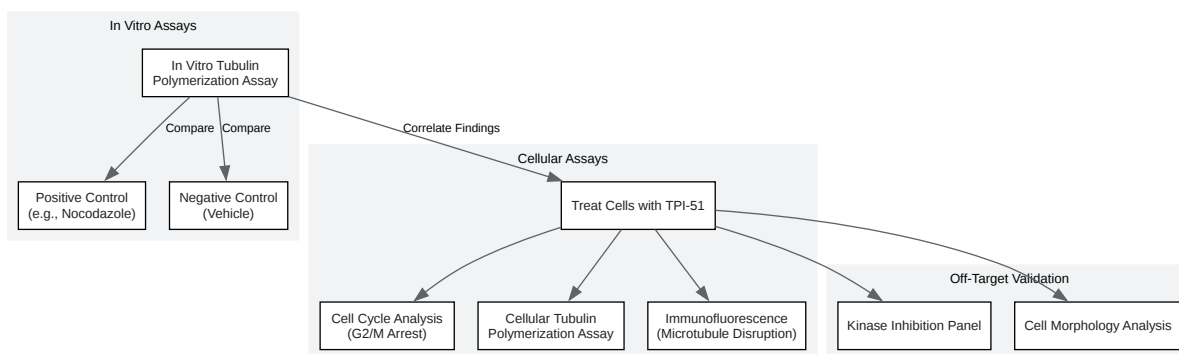 In Vitro Assays
In Vitro Tubulin
Polymerization Assay
Compare
Compare
Correlate Findings
Positive Control
(e.g., Nocodazole)
Negative Control
(Vehicle)
Cellular Assays
Treat Cells with TPI-51
Cell Cycle Analysis
(G2/M Arrest)
Cellular Tubulin
Polymerization Assay
Immunofluorescence
(Microtubule Disruption)
Off-Target Validation
Kinase Inhibition Panel
Cell Morphology Analysis